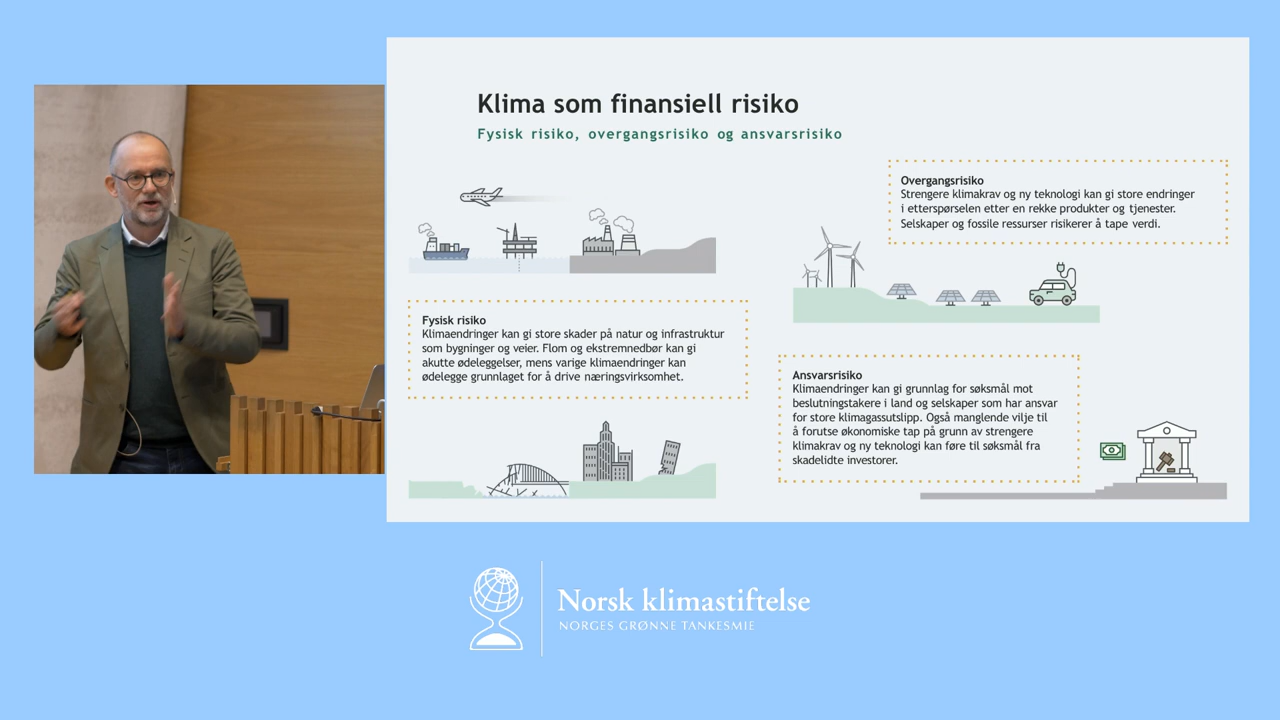 Klima som finansiell risiko
Fysisk risiko, overgangsrisiko og ansvarsrisiko
Overgangsrisiko
Strengere klimakrav og ny teknologi kan gi store endringer
i etterspørselen etter en rekke produkter og tjenester.
Selskaper og fossile ressurser risikerer å tape verdi.
Fysisk risiko
Klimaendringer kan gi store skader på natur og infrastruktur
som bygninger og veier. Flom og ekstremnedbør kan gi
akutte ødeleggelser, mens varige klimaendringer kan
ødelegge grunnlaget for å drive næringsvirksomhet.
Ansvarsrisiko
Klimaendringer kan gi grunnlag for søksmål mot
beslutningstakere i land og selskaper som har ansvar
for store klimagassutslipp. Også manglende vilje til
å forutse økonomiske tap på grunn av strengere
klimakrav og ny teknologi kan føre til søksmål fra
skadelidte investorer.
Norsk klimastiftelse
NORGES GRØNNE TANKESMIE